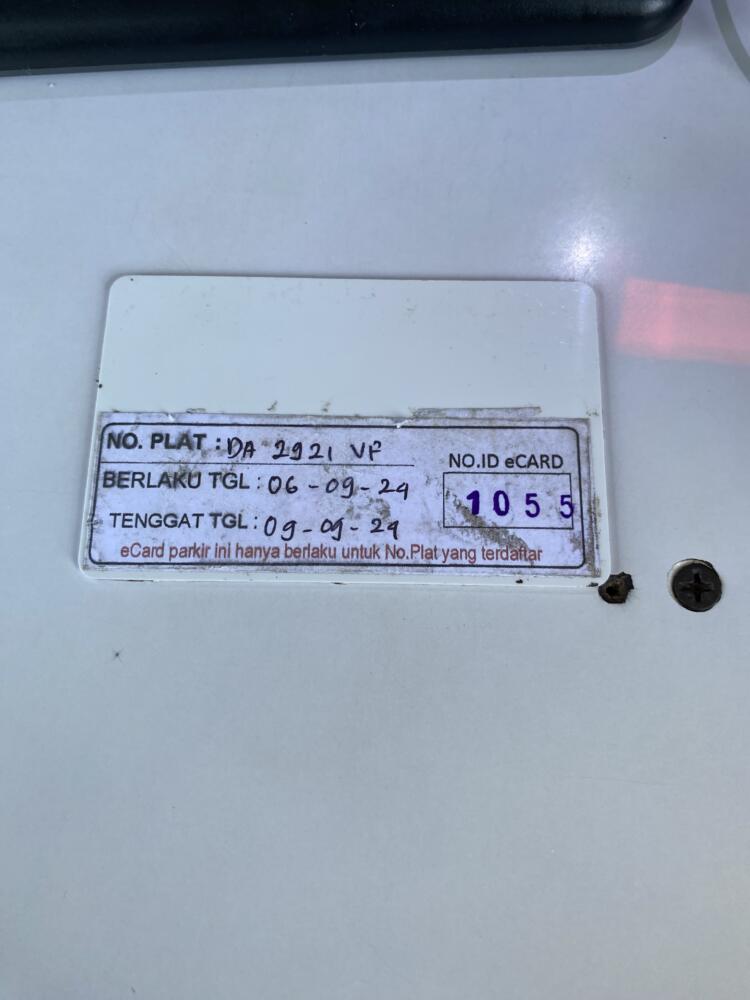 NO. PLAT : DA 2921 VF
BERLAKU TGL : 06 - 09 - 24
TENGGAT TGL : 09 - 09 - 24
NO.ID eCARD
1055
eCard parkir ini hanya berlaku untuk No.Plat yang terdaftar